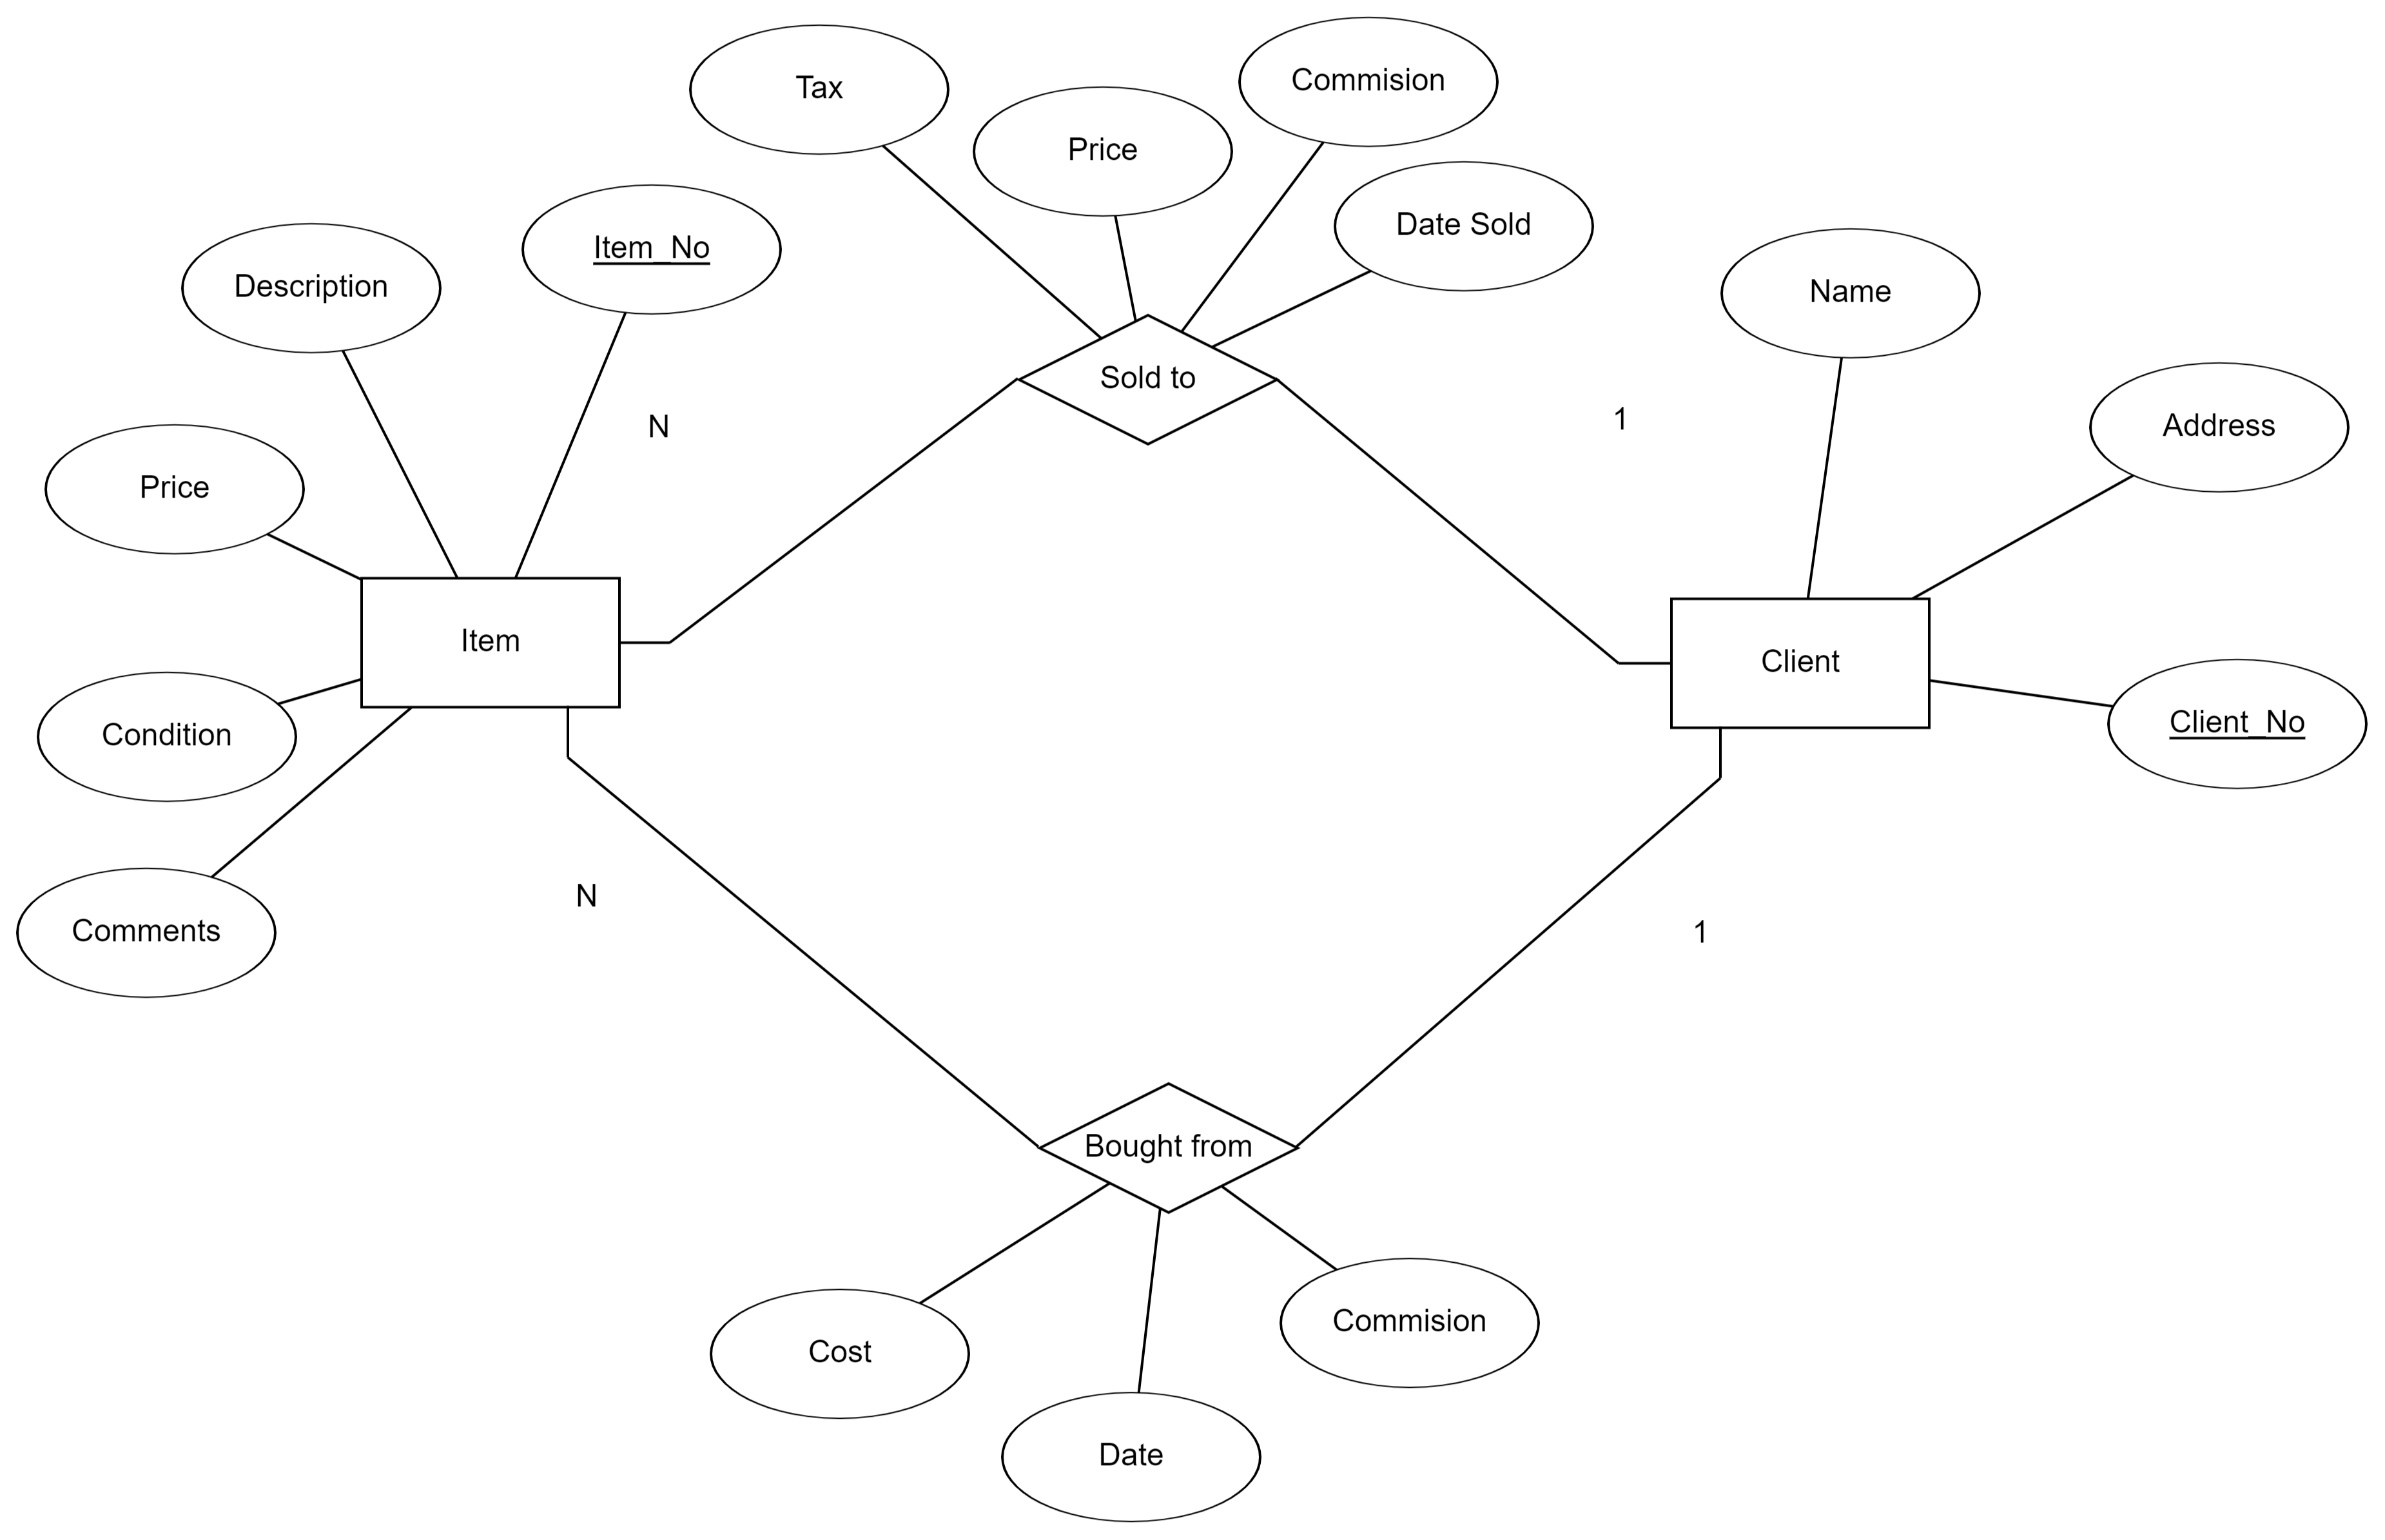 Commision
Tax
Price
Date Sold
Item_No
Description
Name
Sold to
1
Address
N
Price
Item
Client
Client_No
Condition
N
Comments
1
Bought from
Commision
Cost
Date